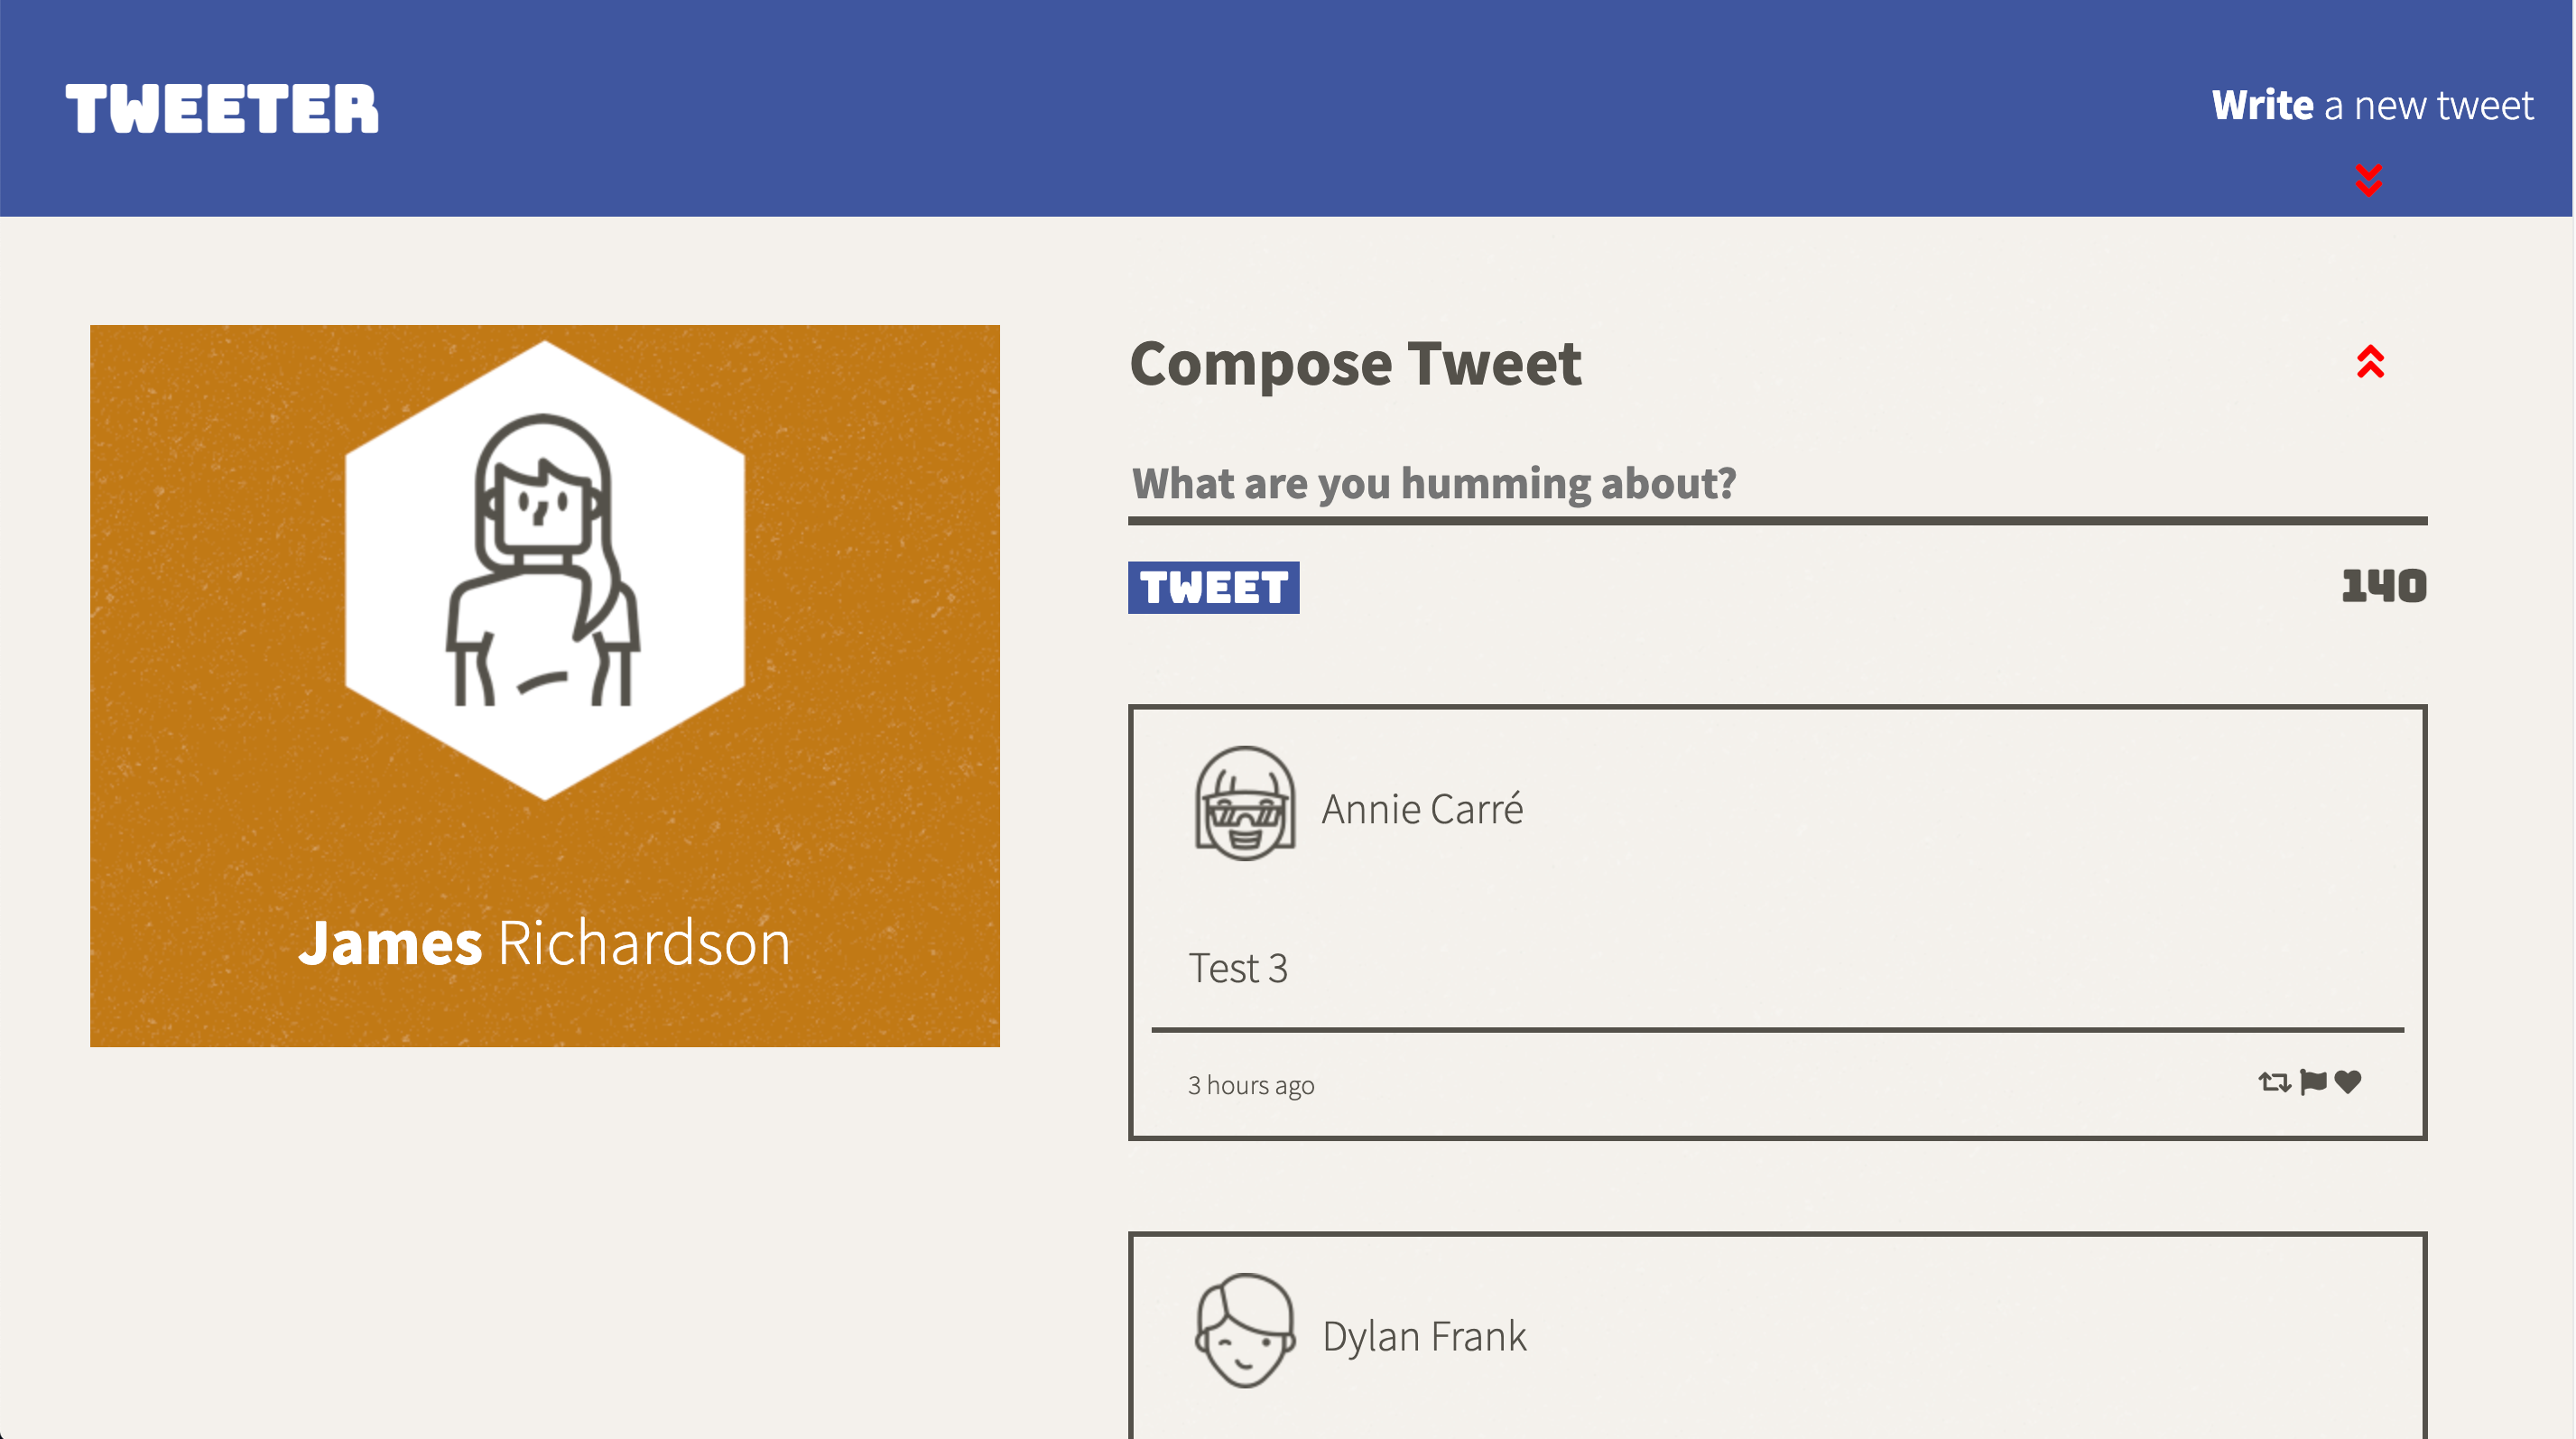 TWEETER
Write a new tweet
James Richardson
Compose Tweet
What are you humming about?
TWEET
140
Annie Carré
Test 3
3 hours ago
Dylan Frank